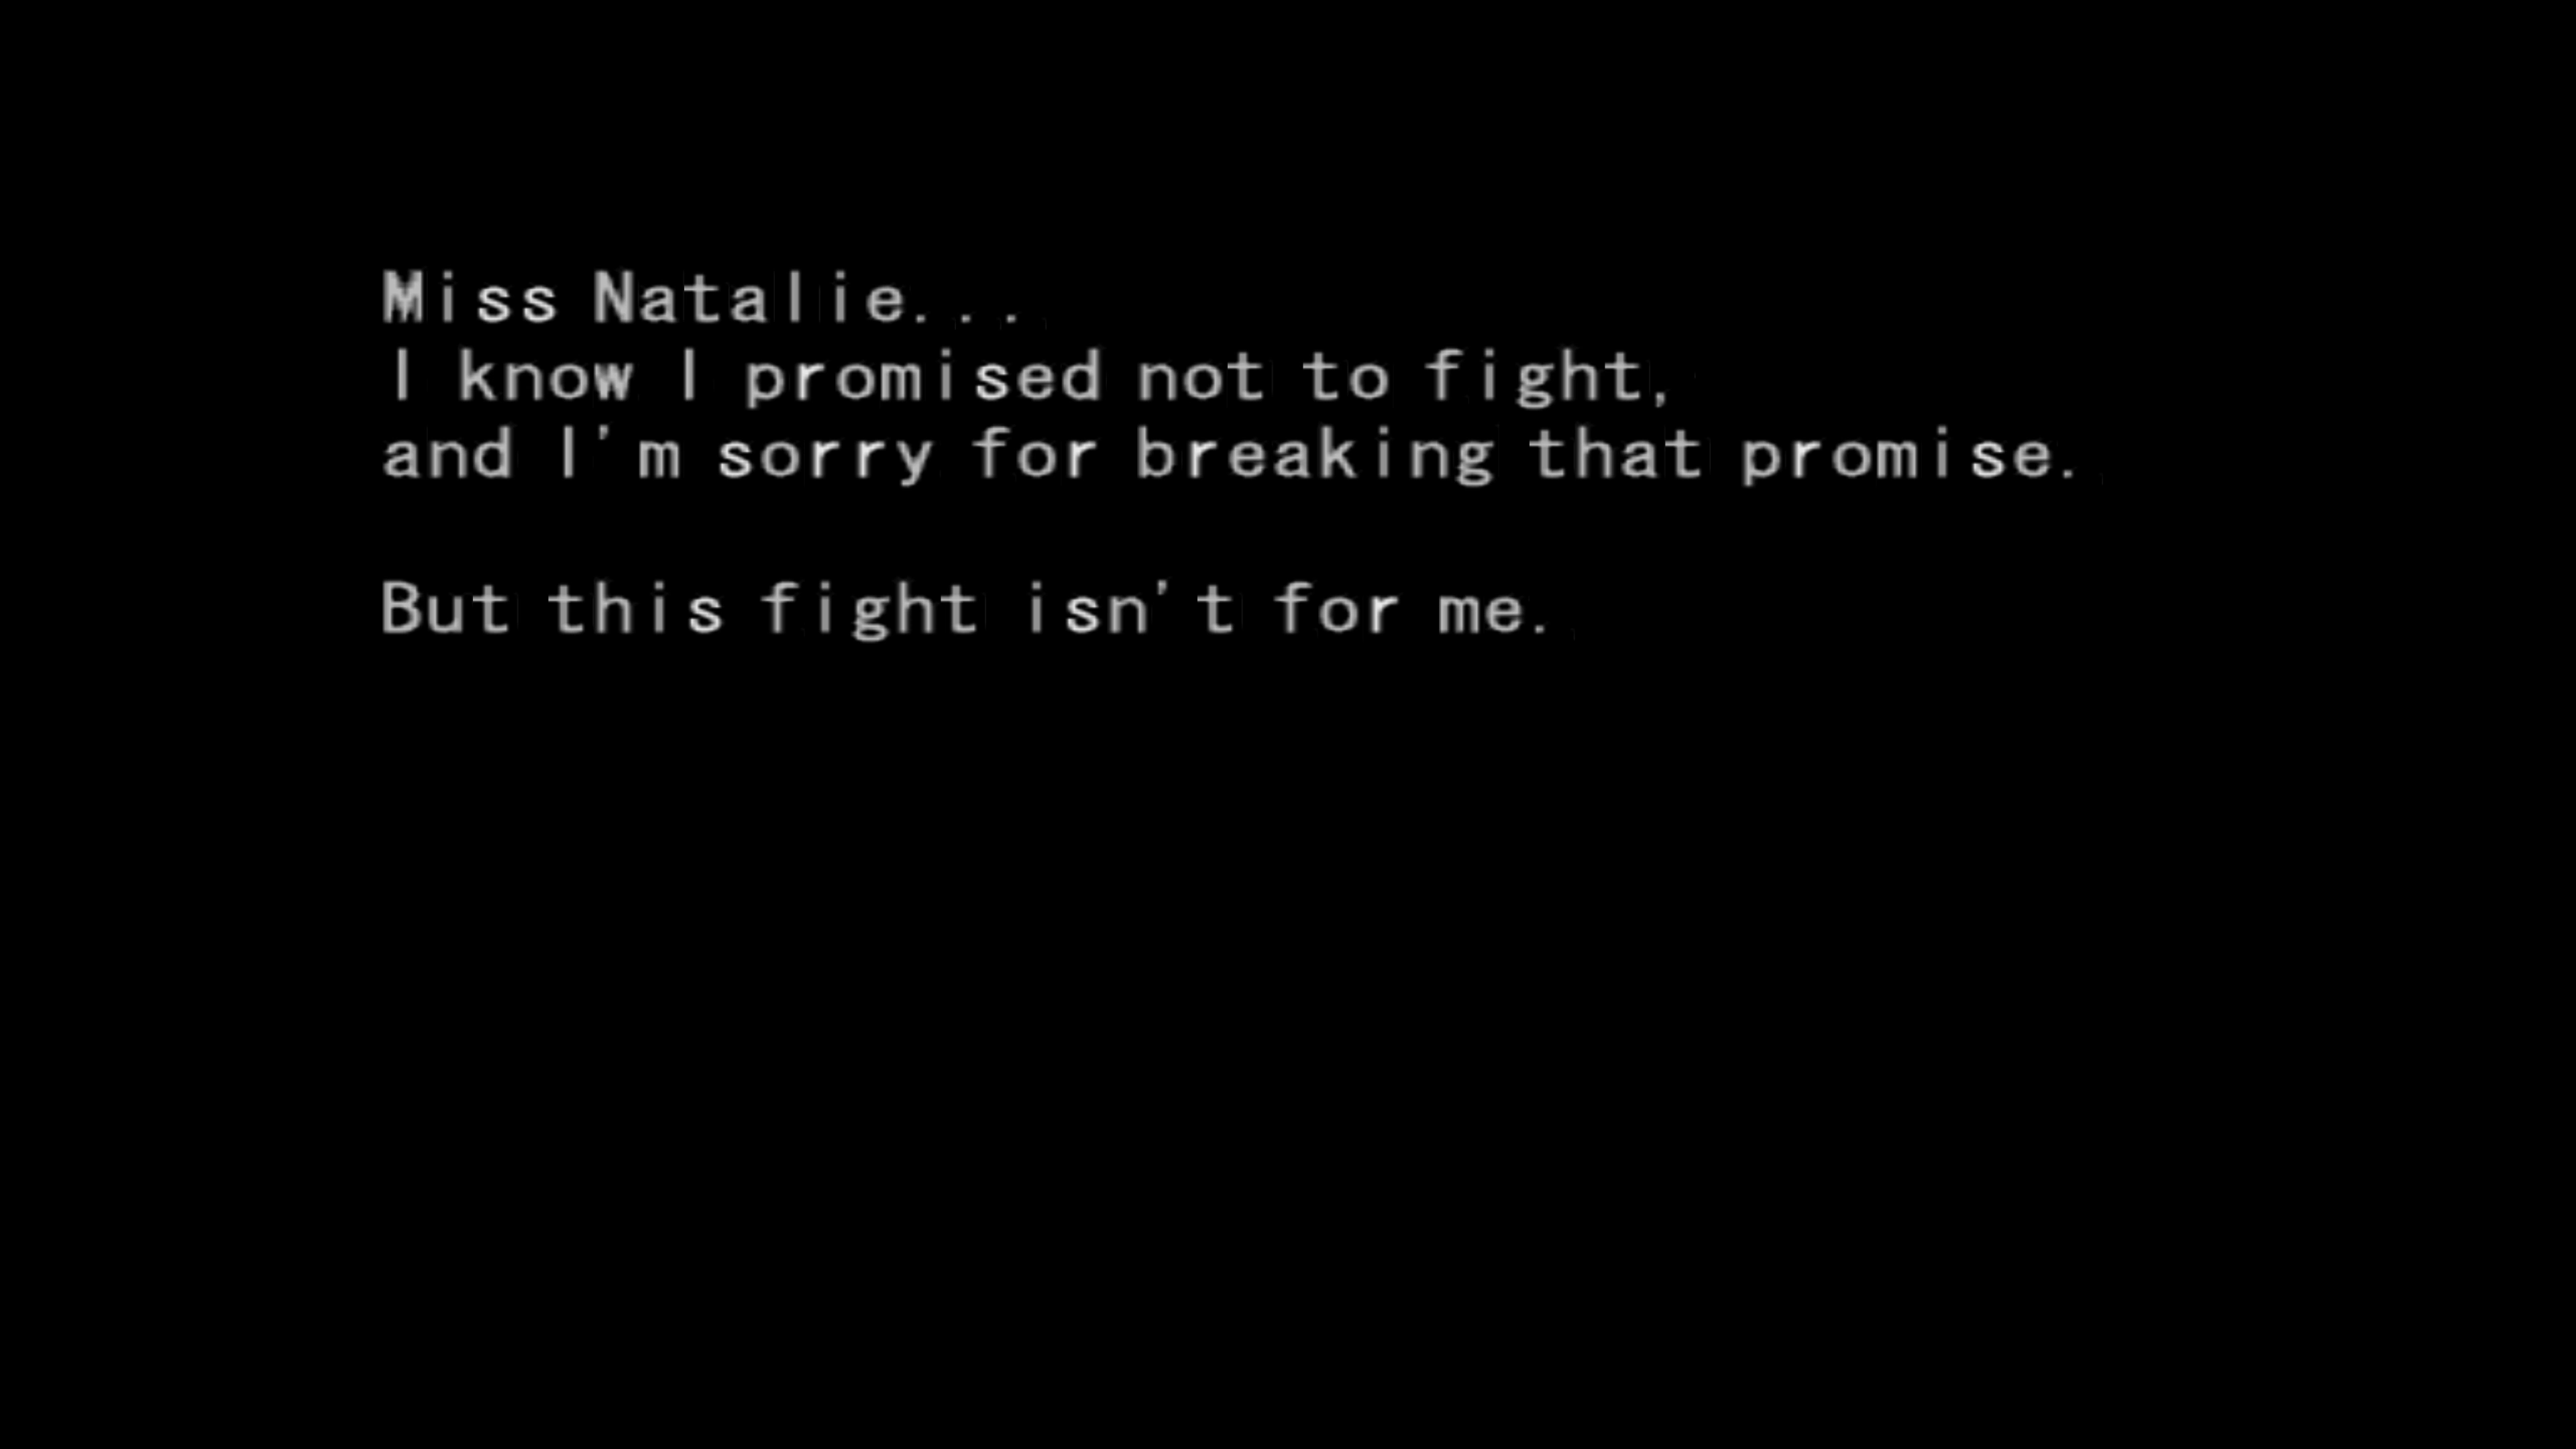 Miss Natalie...
I know I promised not to fight,
and I'm sorry for breaking that promise.
But this fight isn't for me.